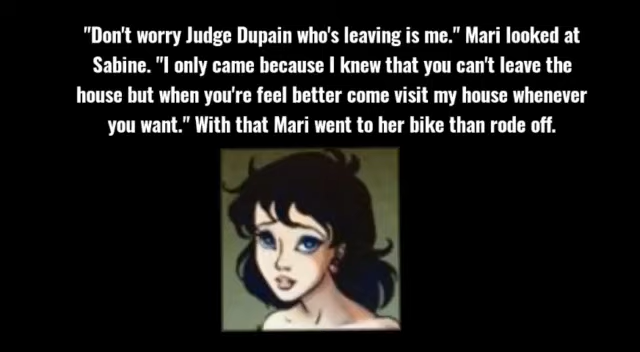 "Don't worry Judge Dupain who's leaving is me." Mari looked at
Sabine. "I only came because I knew that you can't leave the
house but when you're feel better come visit my house whenever
you want." With that Mari went to her bike than rode off.